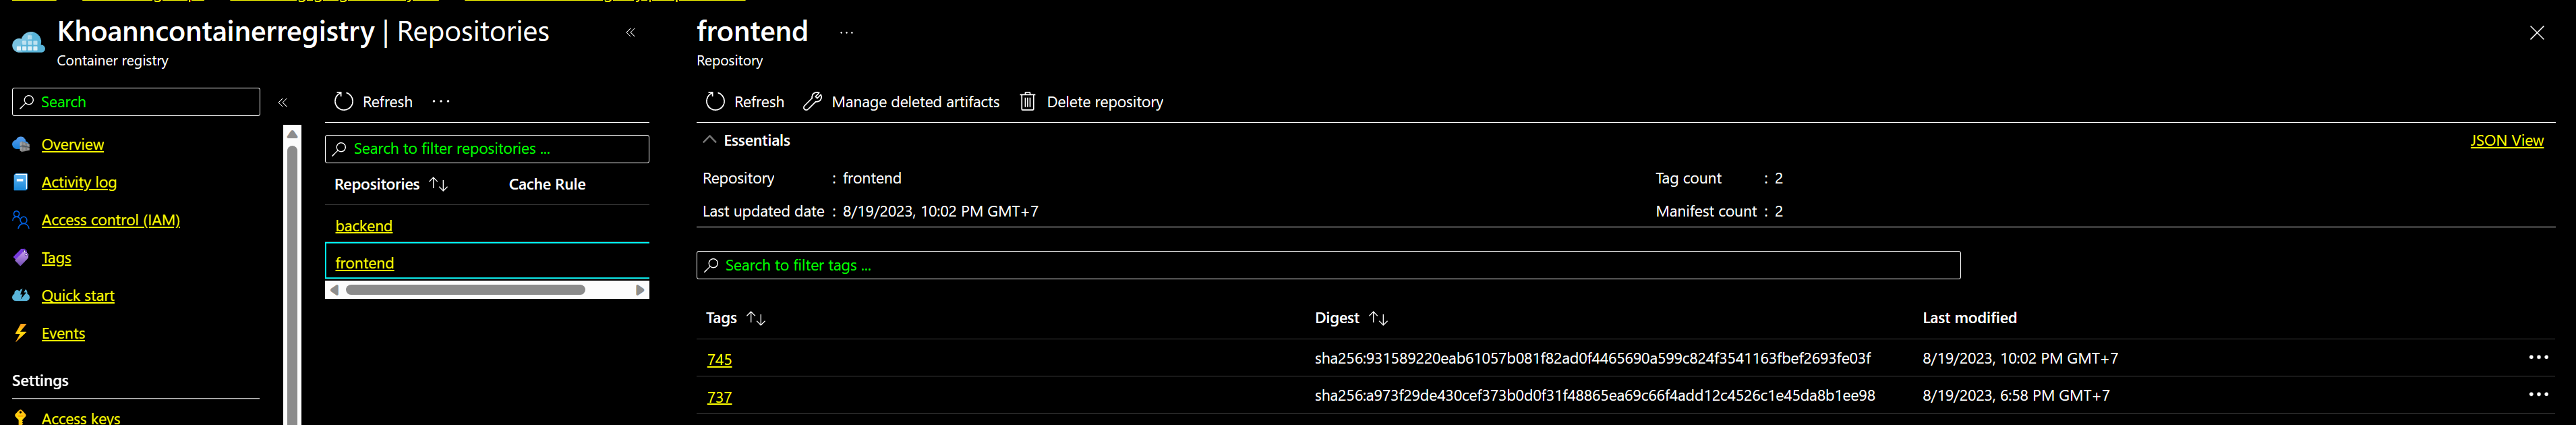 Khoanncontainerregistry | Repositories
Container registry
Search
Overview
Activity log
Access control (IAM)
Tags
Quick start
Events
Settings
Access keys
Refresh
Search to filter repositories ...
Repositories Cache Rule
backend
frontend
frontend
Repository
Refresh Manage deleted artifacts Delete repository
Essentials JSON View
Repository : frontend Tag count : 2
Last updated date : 8/19/2023, 10:02 PM GMT+7 Manifest count : 2
Search to filter tags ...
Tags Digest Last modified
745 sha256:931589220eab61057b081f82ad0f4465690a599c824f3541163fbef2693fe03f 8/19/2023, 10:02 PM GMT+7
737 sha256:a973f29de430cef373b0d0f31f48865ea69c66f4add12c4526c1e45da8b1ee98 8/19/2023, 6:58 PM GMT+7